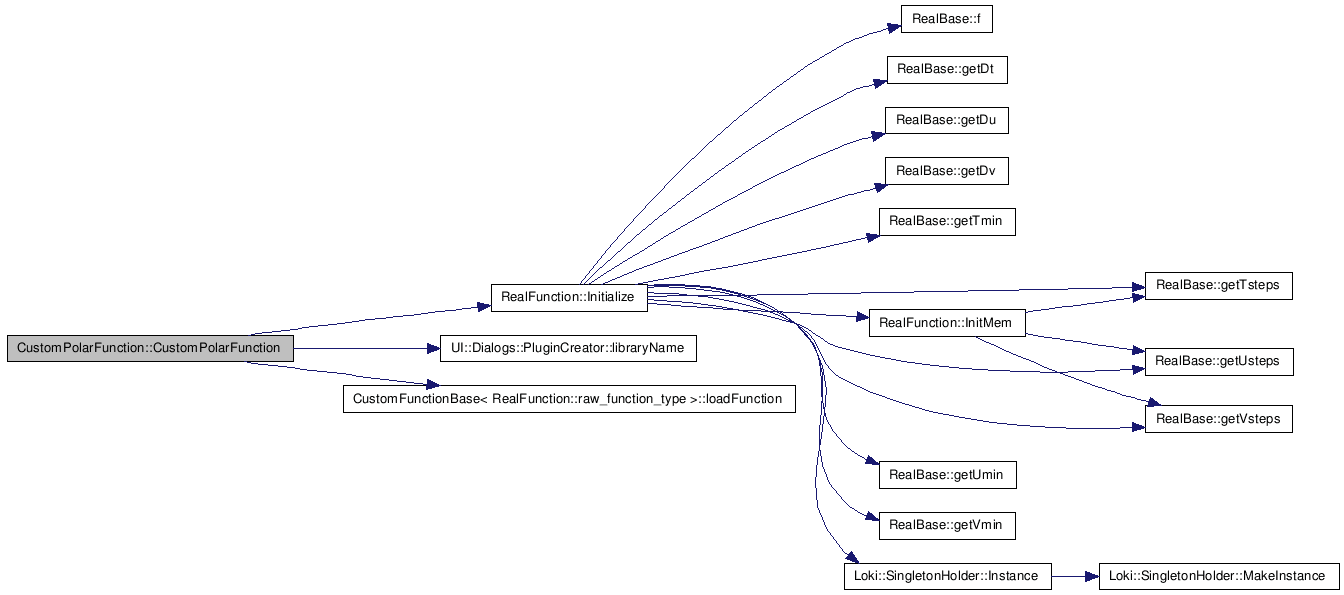 RealBase::f
RealBase::getDt
RealBase::getDu
RealBase::getDv
RealBase::getTmin
RealBase::getTsteps
RealFunction::Initialize
RealFunction::InitMem
CustomPolarFunction::CustomPolarFunction
UI::Dialogs::PluginCreator::libraryName
RealBase::getUsteps
CustomFunctionBase< RealFunction::raw_function_type >::loadFunction
RealBase::getVsteps
RealBase::getUmin
RealBase::getVmin
Loki::SingletonHolder::Instance
Loki::SingletonHolder::MakeInstance